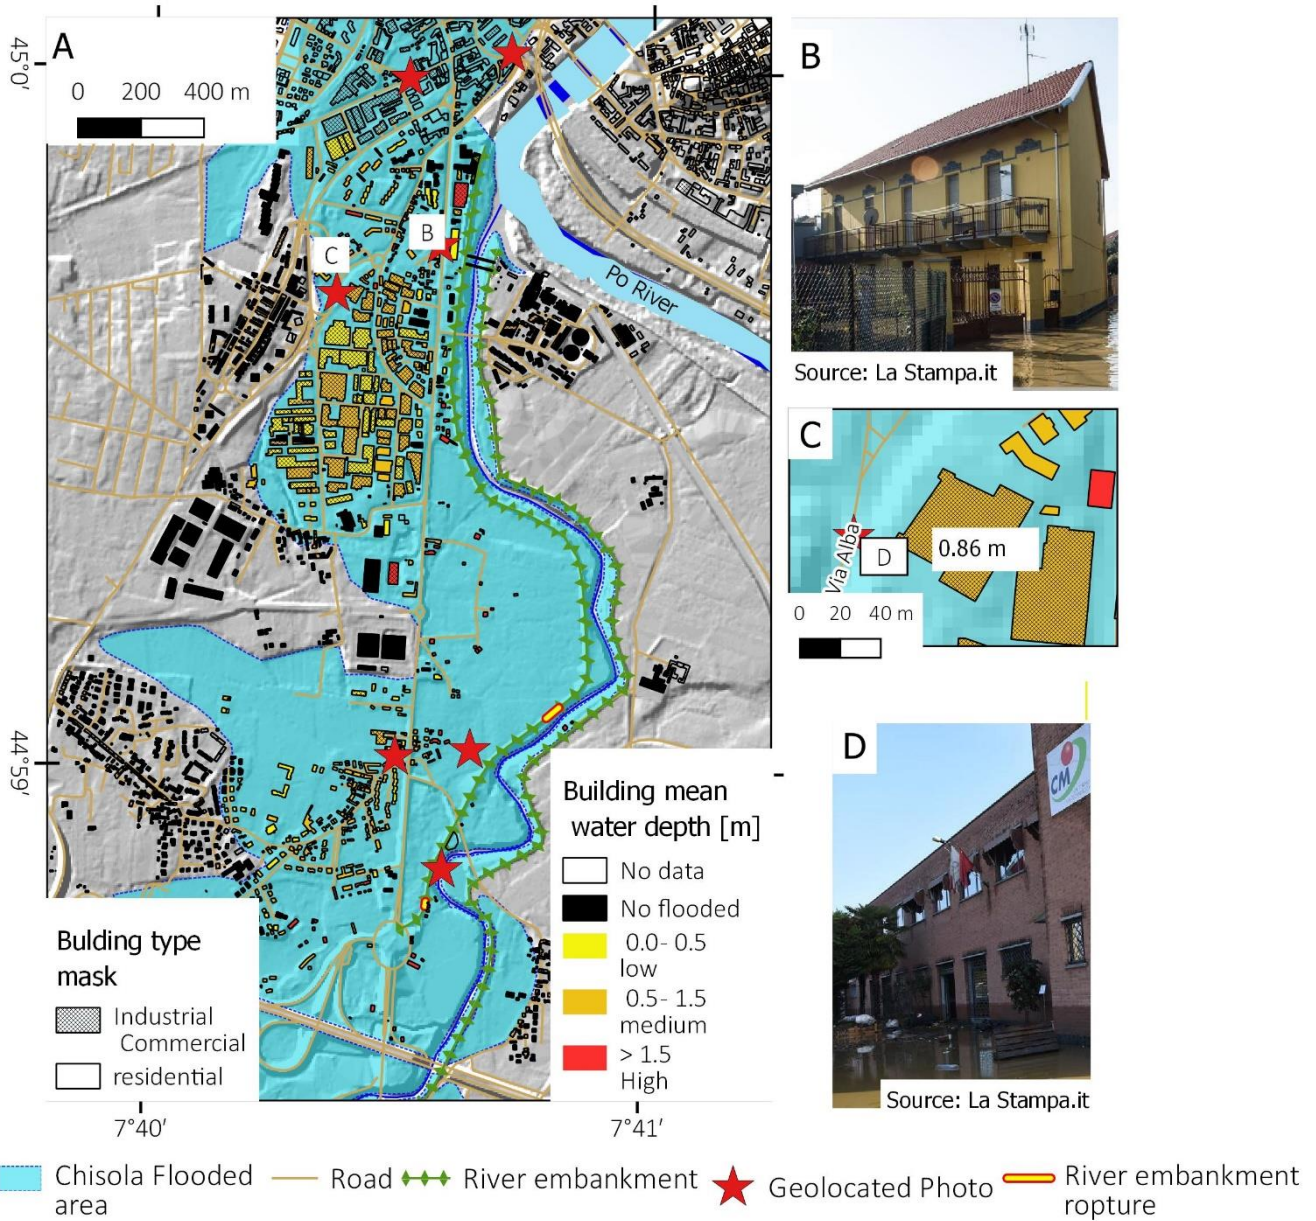 A
0 200 400 m
45°0'
44°59'
7°40'
7°41'
B
C
Po River
Bulding type
mask
Industrial
Commercial
residential
Building mean
water depth [m]
No data
No flooded
0.0- 0.5
low
0.5- 1.5
medium
> 1.5
High
B
Source: La Stampa.it
C
Via Alba
D
0.86 m
0 20 40 m
D
CM
Source: La Stampa.it
Chisola Flooded
area
Road
River embankment
Geolocated Photo
River embankment
ropture